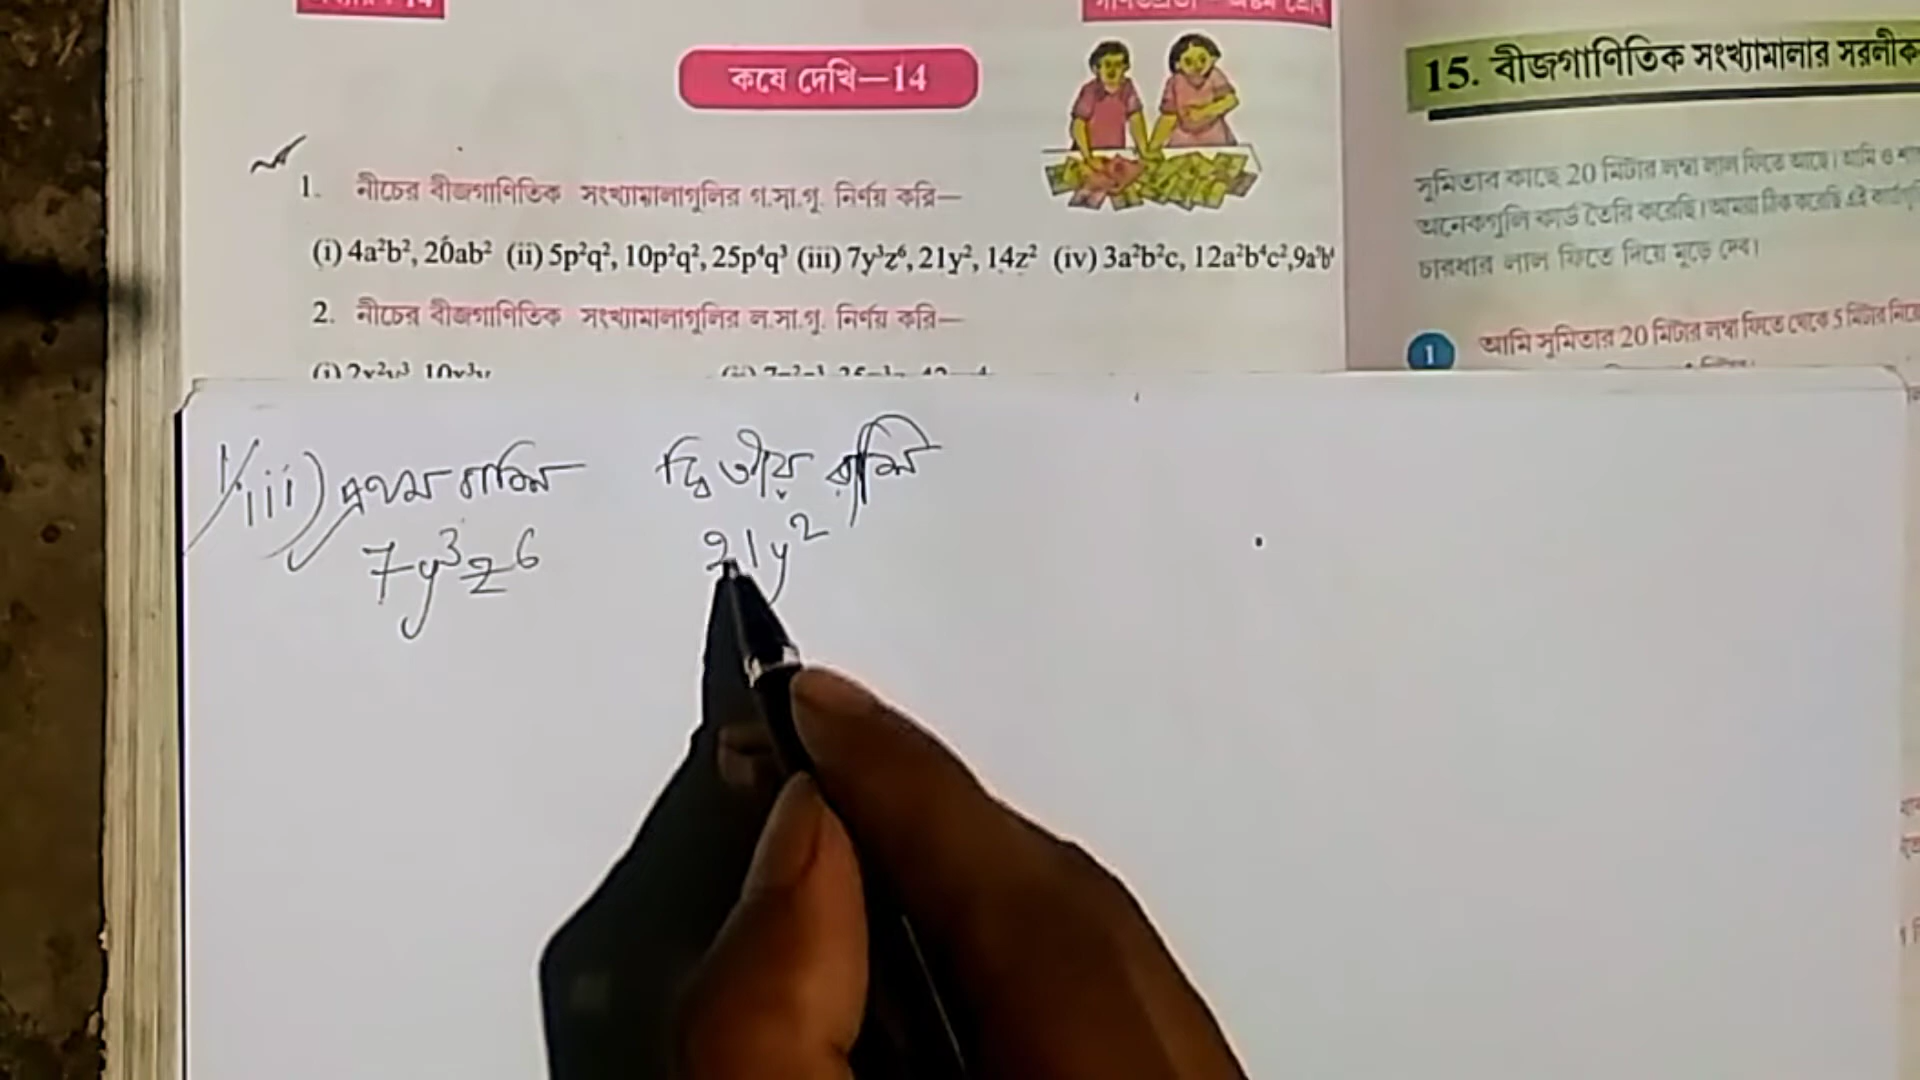 কষে দেখি—14
1. নীচের বীজগাণিতিক সংখ্যামালাগুলির গ.সা.গু. নির্ণয় করি—
(i) 4a²b², 20ab² (ii) 5p²q², 10p²q², 25p⁴q³ (iii) 7y³z⁶, 21y², 14z² (iv) 3a²b²c, 12a²b⁴c², 9a⁵b⁴
2. নীচের বীজগাণিতিক সংখ্যামালাগুলির ল.সা.গু. নির্ণয় করি—
15. বীজগাণিতিক সংখ্যামালার সরলীক
সুমিতার কাছে 20 মিটার লম্বা লাল ফিতে আছে। আমি ও
অনেকগুলি কার্ড তৈরি করেছি। আমরা ঠিক করেছি এই
চারধার লাল ফিতে দিয়ে মুড়ে দেব।
1 আমি সুমিতার 20 মিটার লম্বা ফিতে থেকে 5 মিটার নিয়ে
1/iii) প্রথম রাশি দ্বিতীয় রাশি
7y³z⁶ 21y²